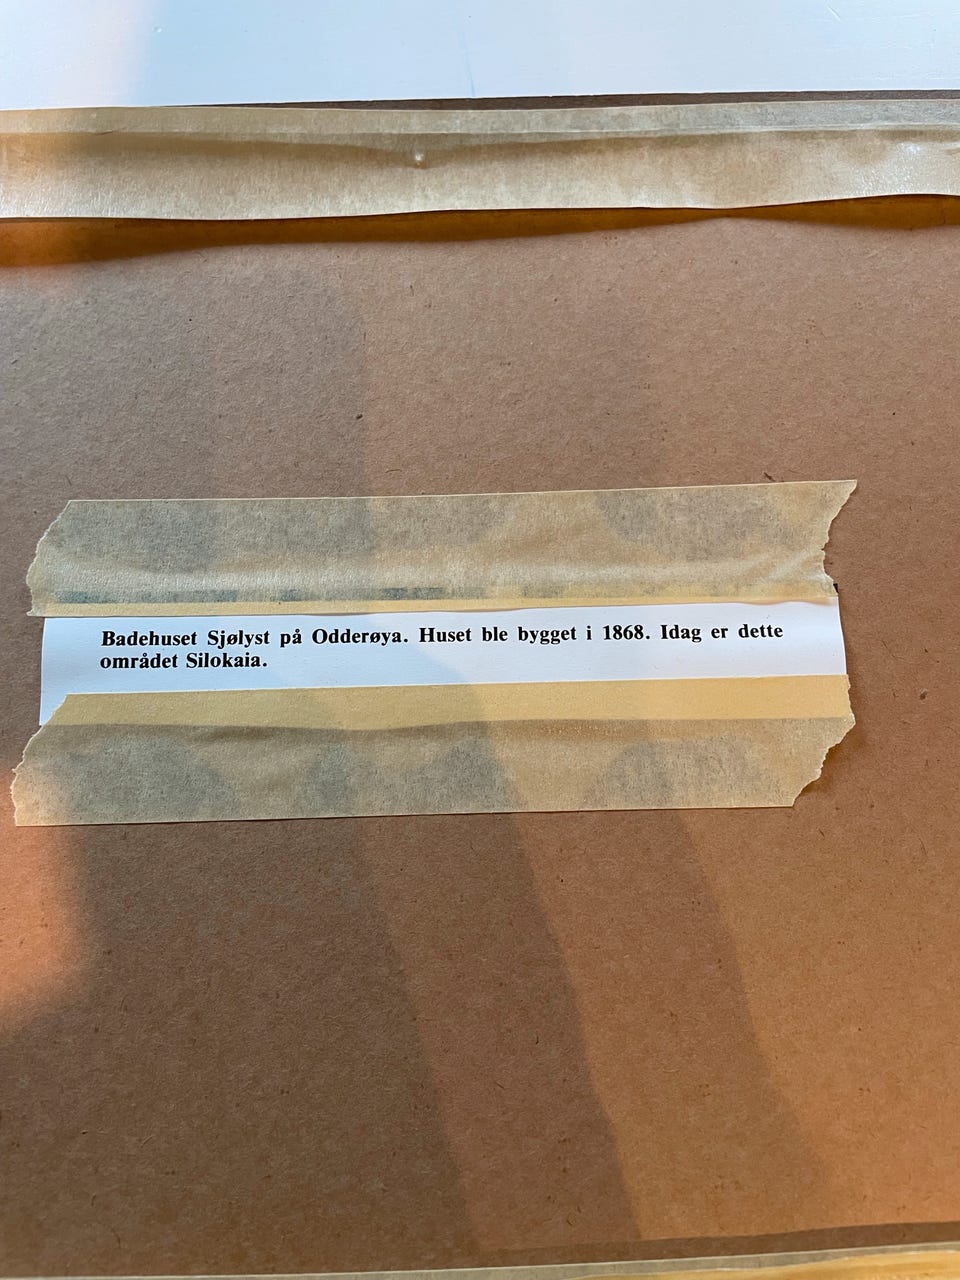 Badehuset Sjølyst på Odderøya. Huset ble bygget i 1868. Idag er dette
området Silokaia.